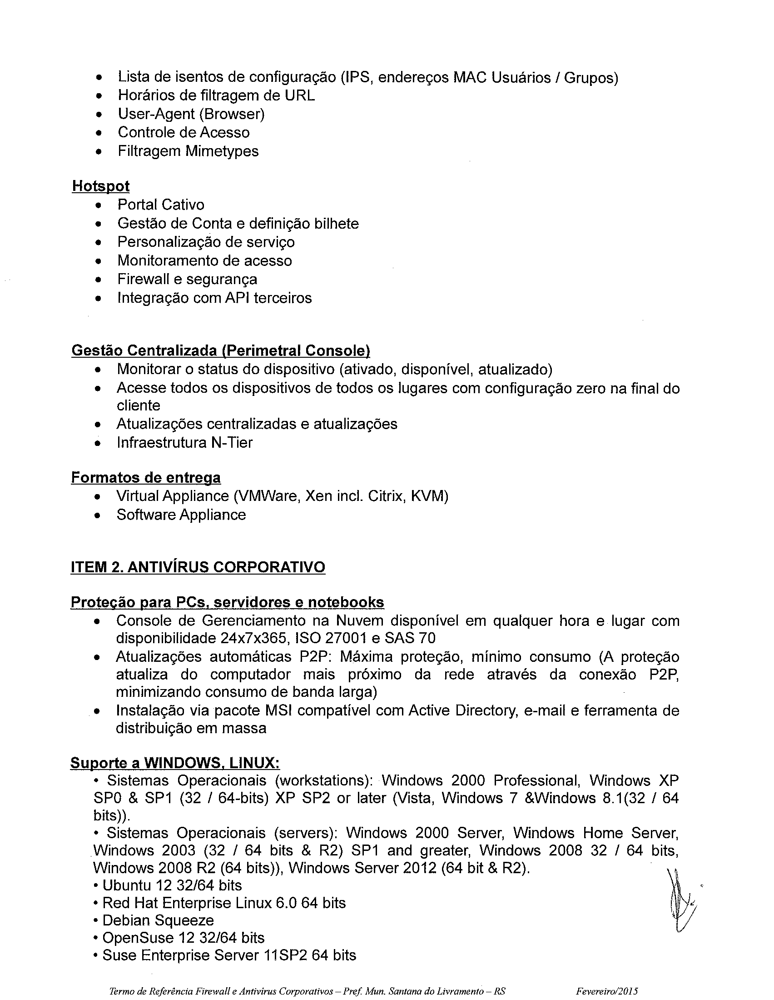 • Lista de isentos de configuração (IPS, endereços MAC Usuários / Grupos)
• Horários de filtragem de URL
• User-Agent (Browser)
• Controle de Acesso
• Filtragem Mimetypes
Hotspot
• Portal Cativo
• Gestão de Conta e definição bilhete
• Personalização de serviço
• Monitoramento de acesso
• Firewall e segurança
• Integração com API terceiros
Gestão Centralizada (Perimetral Console)
• Monitorar o status do dispositivo (ativado, disponível, atualizado)
• Acesse todos os dispositivos de todos os lugares com configuração zero na final do
cliente
• Atualizações centralizadas e atualizações
• Infraestrutura N-Tier
Formatos de entrega
• Virtual Appliance (VMWare, Xen incl. Citrix, KVM)
• Software Appliance
ITEM 2. ANTIVÍRUS CORPORATIVO
Proteção para PCs, servidores e notebooks
• Console de Gerenciamento na Nuvem disponível em qualquer hora e lugar com
disponibilidade 24x7x365, ISO 27001 e SAS 70
• Atualizações automáticas P2P: Máxima proteção, mínimo consumo (A proteção
atualiza do computador mais próximo da rede através da conexão P2P,
minimizando consumo de banda larga)
• Instalação via pacote MSI compatível com Active Directory, e-mail e ferramenta de
distribuição em massa
Suporte a WINDOWS, LINUX:
• Sistemas Operacionais (workstations): Windows 2000 Professional, Windows XP
SP0 & SP1 (32 / 64-bits) XP SP2 or later (Vista, Windows 7 &Windows 8.1(32 / 64
bits)).
• Sistemas Operacionais (servers): Windows 2000 Server, Windows Home Server,
Windows 2003 (32 / 64 bits & R2) SP1 and greater, Windows 2008 32 / 64 bits,
Windows 2008 R2 (64 bits)), Windows Server 2012 (64 bit & R2).
• Ubuntu 12 32/64 bits
• Red Hat Enterprise Linux 6.0 64 bits
• Debian Squeeze
• OpenSuse 12 32/64 bits
• Suse Enterprise Server 11SP2 64 bits
Termo de Referência Firewall e Antivirus Corporativos – Pref. Mun. Santana do Livramento – RS Fevereiro/2015